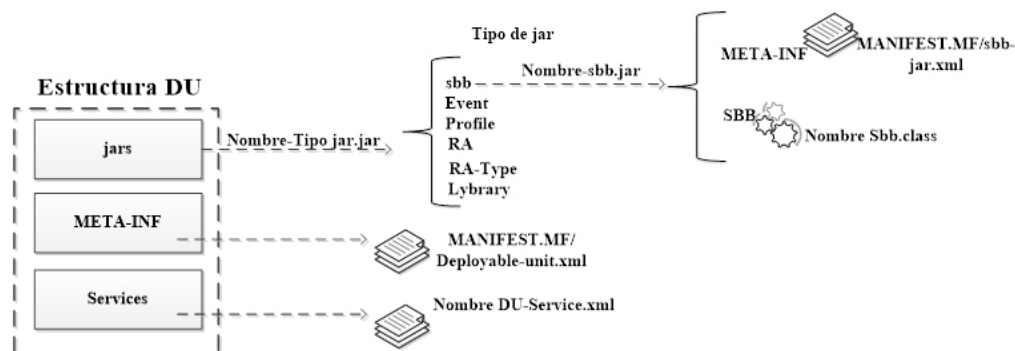 Tipo de jar
META-INF
MANIFEST.MF/sbb-
jar.xml
Nombre-sbb.jar
Estructura DU
sbb
Event
Profile
RA
RA-Type
Lybrary
SBB
Nombre Sbb.class
jars
Nombre-Tipo jar.jar
META-INF
MANIFEST.MF/
Deployable-unit.xml
Services
Nombre DU-Service.xml